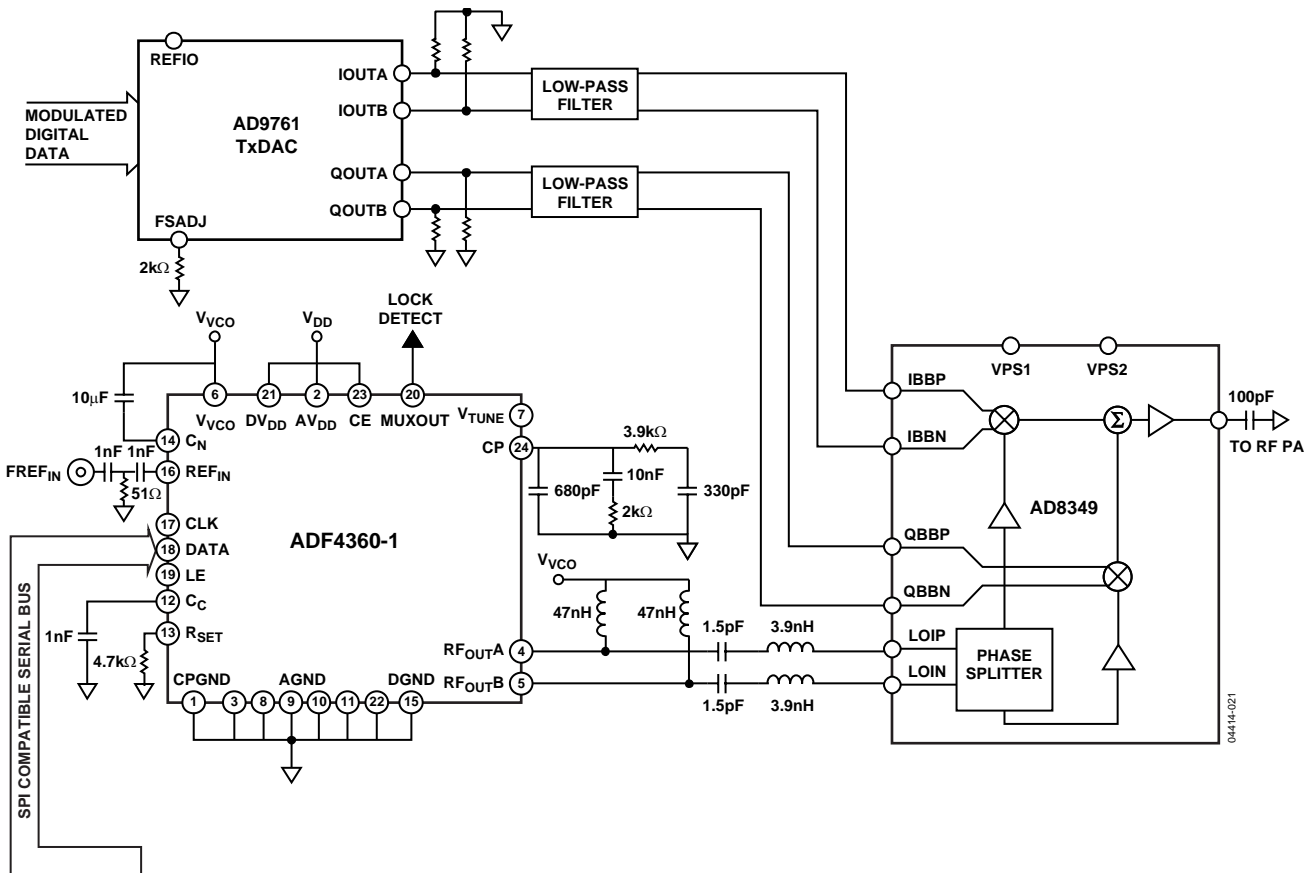 REFIO
IOUTA
IOUTB
AD9761
TxDAC
MODULATED
DIGITAL
DATA
QOUTA
QOUTB
FSADJ
2kΩ
LOW-PASS
FILTER
LOW-PASS
FILTER
LOCK
DETECT
VVCO
VDD
10µF
6
21
2
23
20
7
VVCO
DVDD
AVDD
CE
MUXOUT
VTUNE
14
CN
24
CP
3.9kΩ
1nF
1nF
FREFIN
16
REFIN
51Ω
680pF
10nF
330pF
2kΩ
17
CLK
18
DATA
19
LE
12
CC
13
RSET
1nF
4.7kΩ
ADF4360-1
VVCO
47nH
47nH
1.5pF
3.9nH
RFOUTA
4
RFOUTB
5
1.5pF
3.9nH
CPGND
AGND
DGND
1
3
8
9
10
11
22
15
SPI COMPATIBLE SERIAL BUS
VPS1
VPS2
IBBP
IBBN
Σ
100pF
TO RF PA
AD8349
QBBP
QBBN
LOIP
LOIN
PHASE
SPLITTER
04414-021